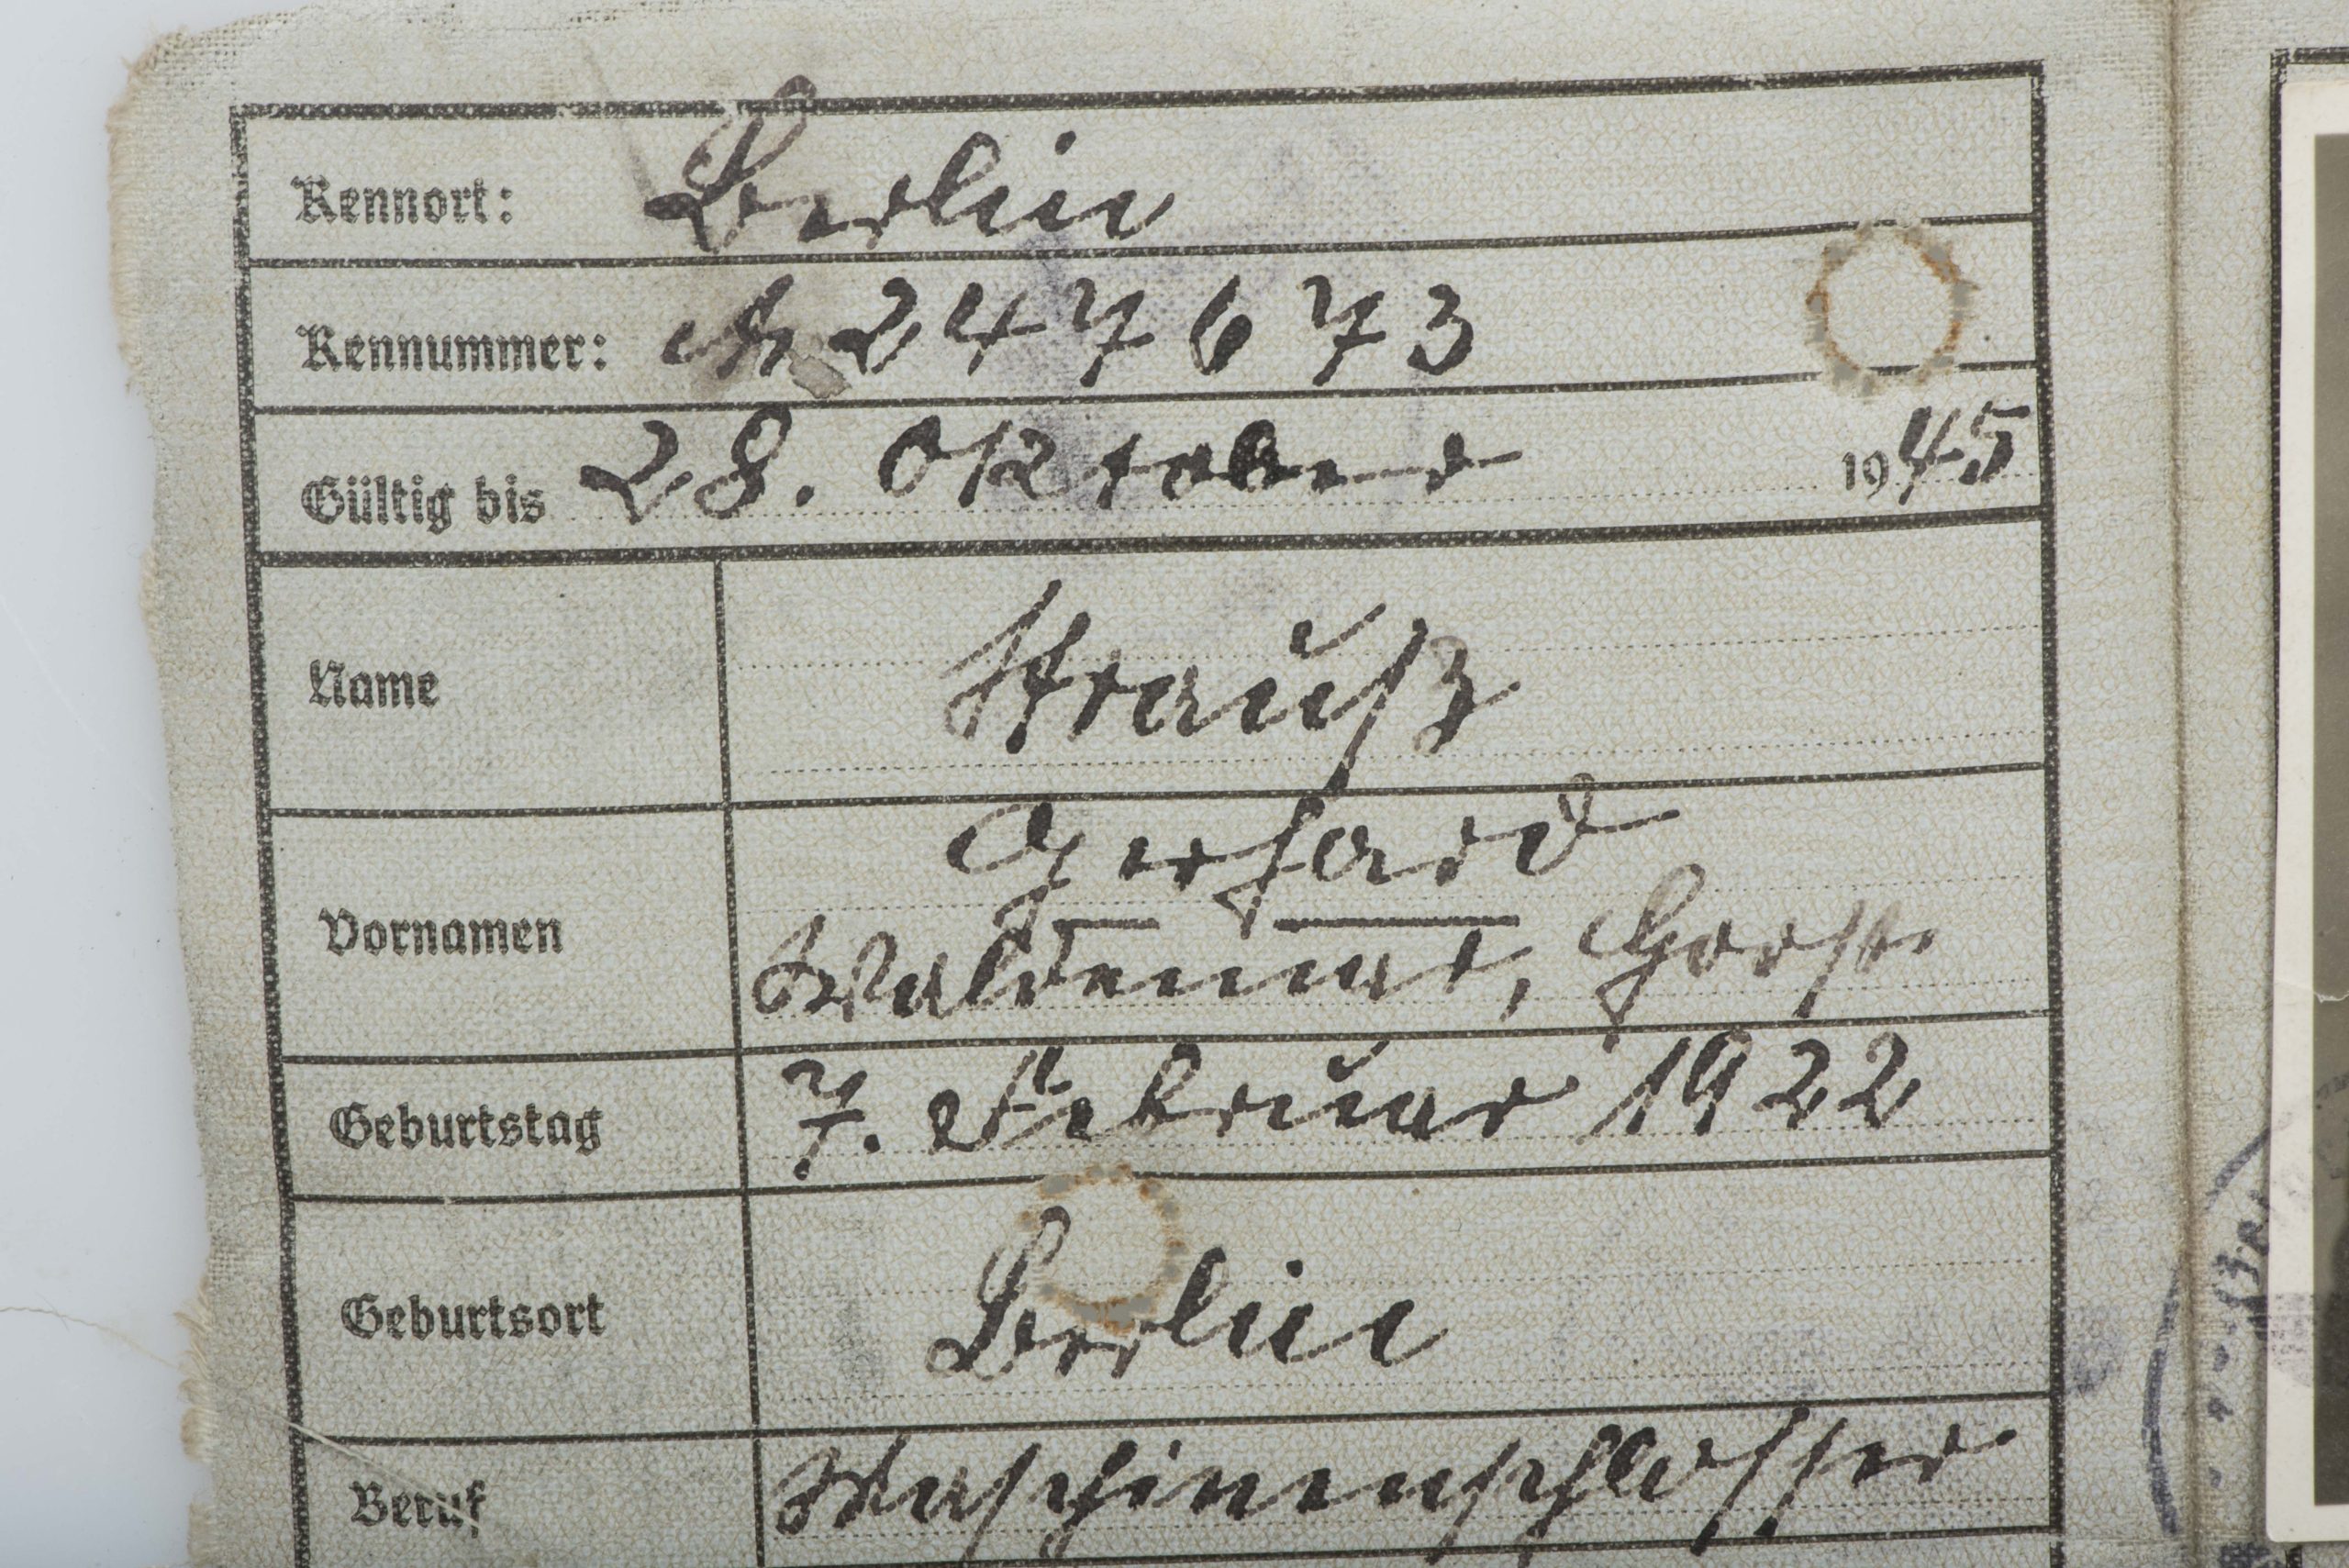 Kennort: Berlin
Kennummer: A 247673
Gültig bis 28. Oktober 1945
Name Strauß
Vornamen Gerhard
Waldemar, Horst
Geburtstag 7. Februar 1922
Geburtsort Berlin
Beruf Maschinenschlosser